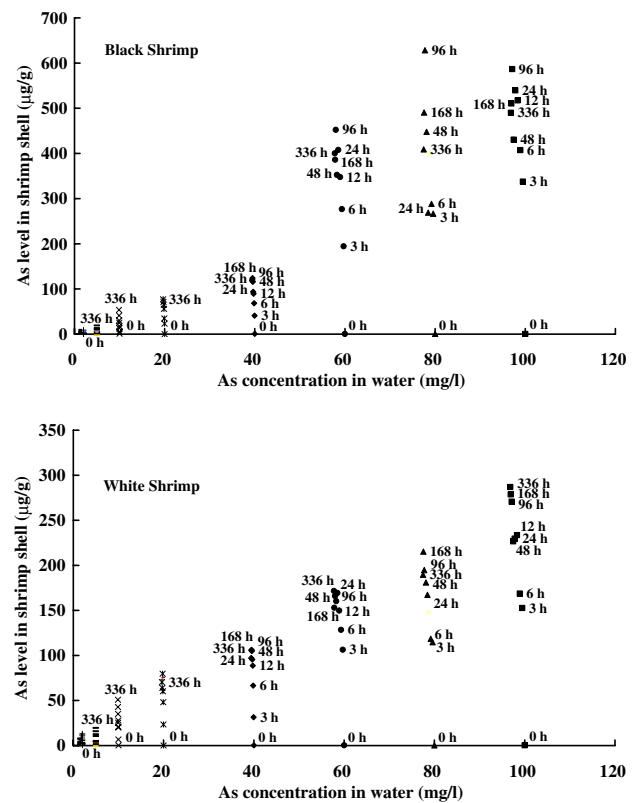 700
Black Shrimp
96 h
96 h
600
24 h
168 h
12 h
500
168 h
336 h
96 h
48 h
48 h
336 h
24 h
336 h
6 h
400
168 h
48 h
12 h
3 h
300
6 h
6 h
24 h
3 h
200
3 h
168 h
96 h
336 h
48 h
100
24 h
12 h
336 h
336 h
6 h
336 h
3 h
0 h
0 h
0 h
0 h
0 h
0 h
0
0 h
0
20
40
60
80
100
120
As concentration in water (mg/l)
As level in shrimp shell (µg/g)
350
White Shrimp
300
336 h
168 h
96 h
250
12 h
24 h
168 h
48 h
200
96 h
336 h
336 h
24 h
48 h
48 h
96 h
6 h
24 h
150
168 h
12 h
3 h
6 h
6 h
168 h
96 h
3 h
336 h
48 h
3 h
100
24 h
12 h
336 h
6 h
336 h
50
3 h
336 h
0 h
0 h
0 h
0 h
0 h
0 h
0
0 h
0
20
40
60
80
100
120
As concentration in water (mg/l)
As level in shrimp shell (µg/g)